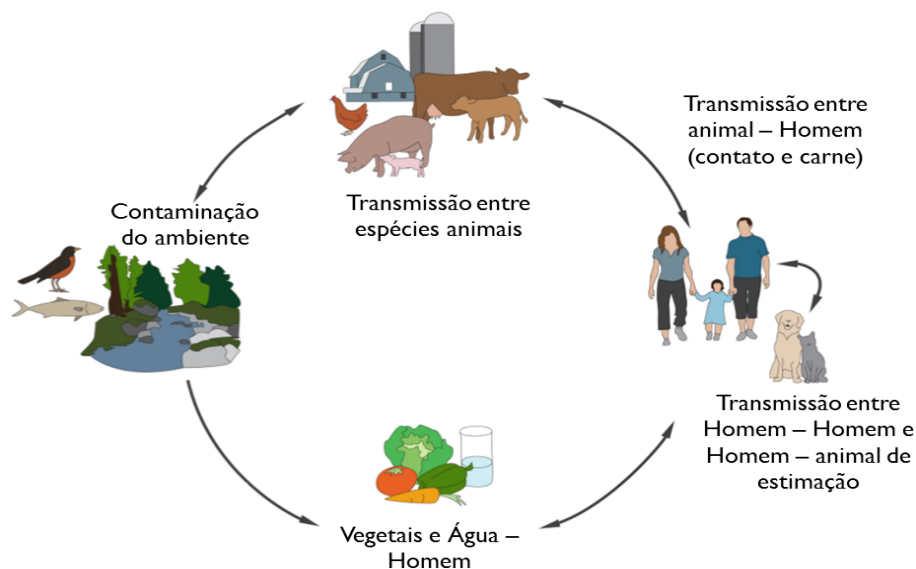 Transmissão entre
animal – Homem
(contato e carne)
Transmissão entre
espécies animais
Contaminação
do ambiente
Transmissão entre
Homem – Homem e
Homem – animal de
estimação
Vegetais e Água –
Homem